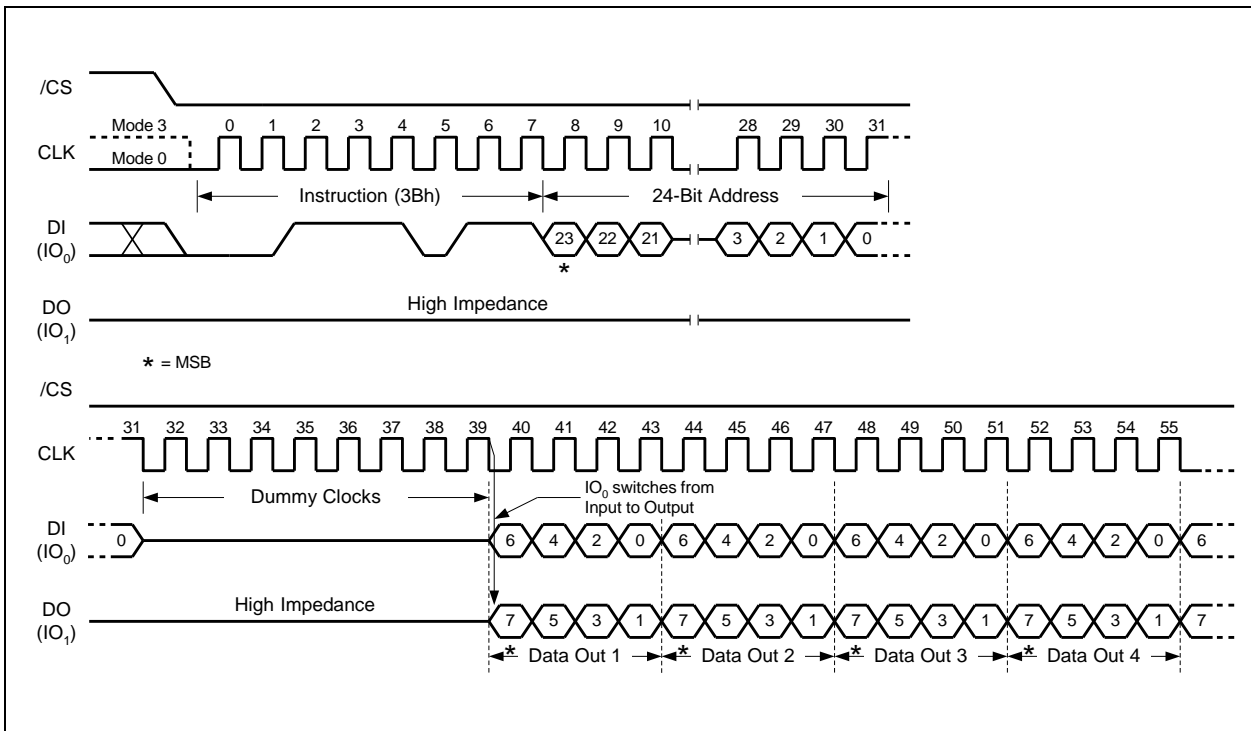 /CS
Mode 3 0 1 2 3 4 5 6 7 8 9 10 28 29 30 31
CLK
Mode 0
Instruction (3Bh) 24-Bit Address
DI
(IO0) 23 22 21 3 2 1 0
*
High Impedance
DO
(IO1)
* = MSB
/CS
31 32 33 34 35 36 37 38 39 40 41 42 43 44 45 46 47 48 49 50 51 52 53 54 55
CLK
Dummy Clocks
IO0 switches from
Input to Output
DI
(IO0) 0 6 4 2 0 6 4 2 0 6 4 2 0 6 4 2 0 6
High Impedance
DO
(IO1) 7 5 3 1 7 5 3 1 7 5 3 1 7 5 3 1 7
* Data Out 1 * Data Out 2 * Data Out 3 * Data Out 4